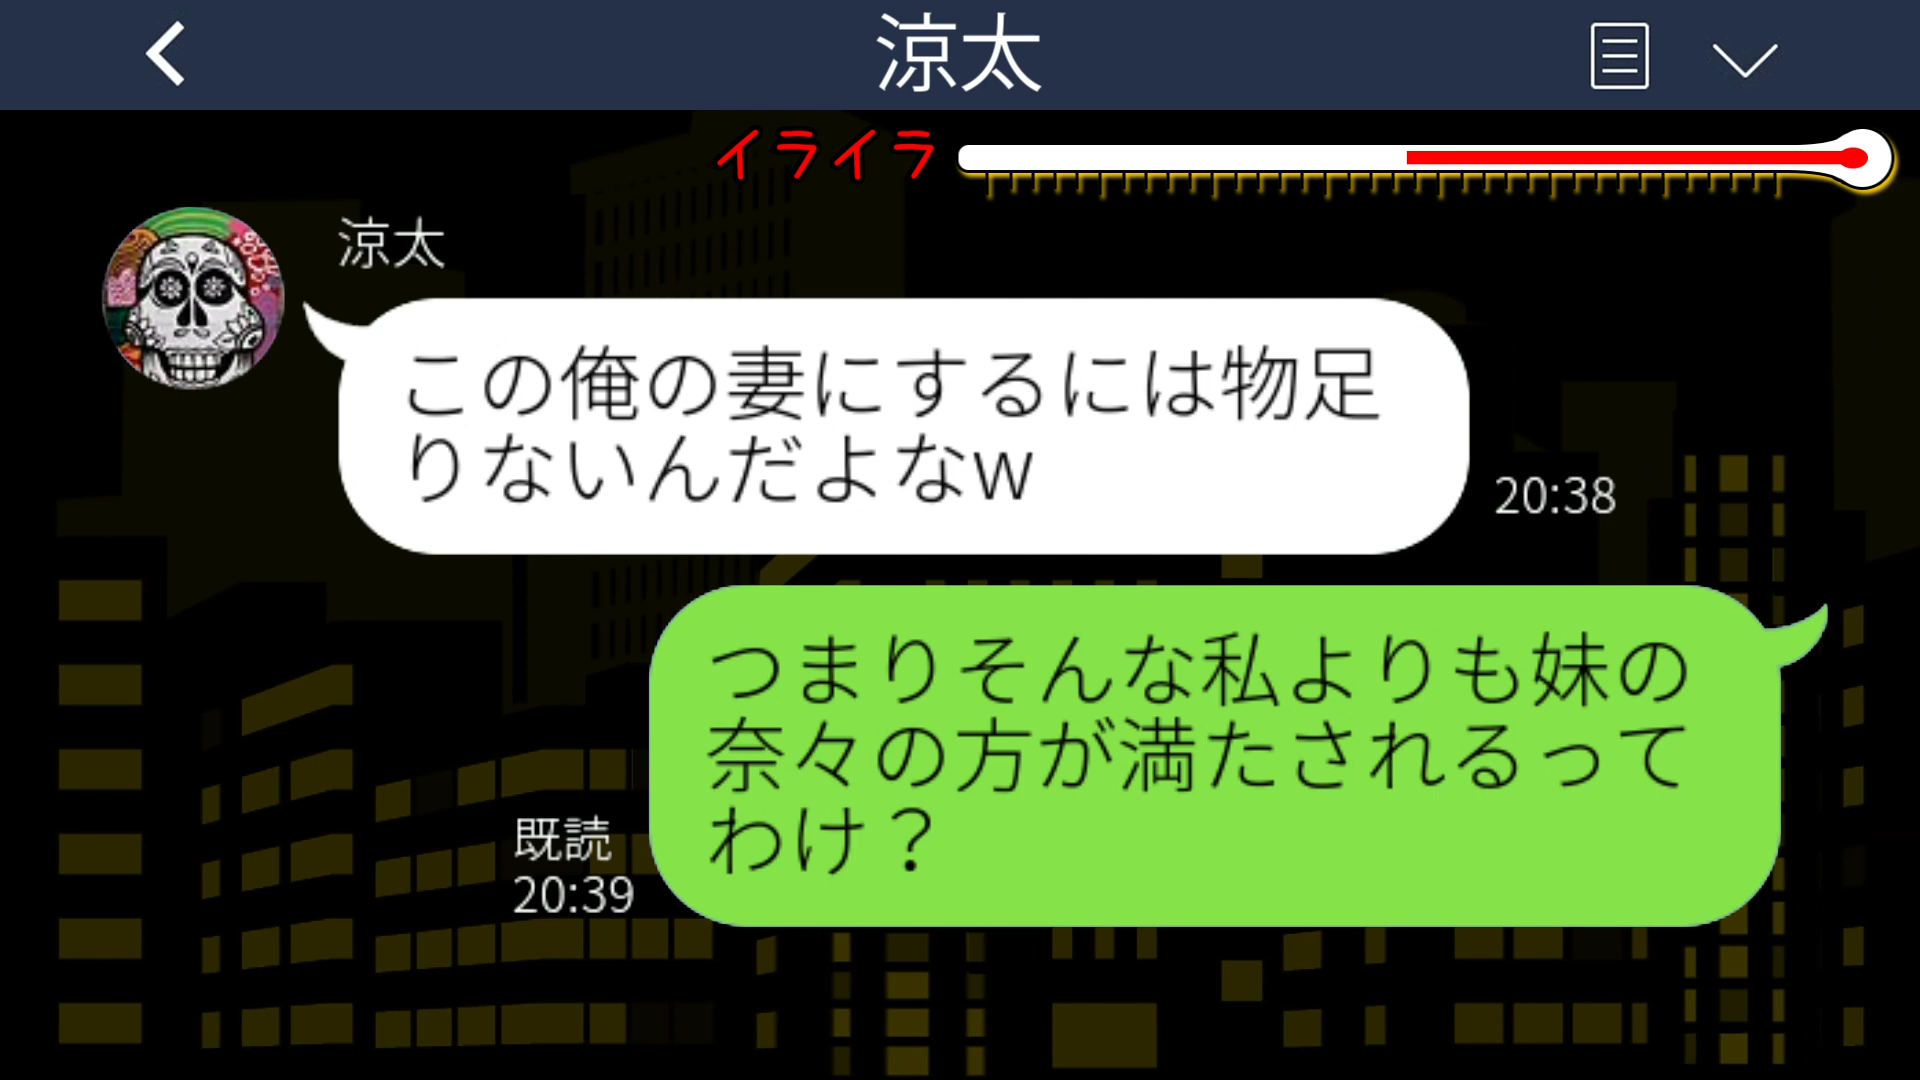 涼太
イライラ
涼太
この俺の妻にするには物足
りないんだよなw
20:38
つまりそんな私よりも妹の
奈々の方が満たされるって
わけ？
既読
20:39